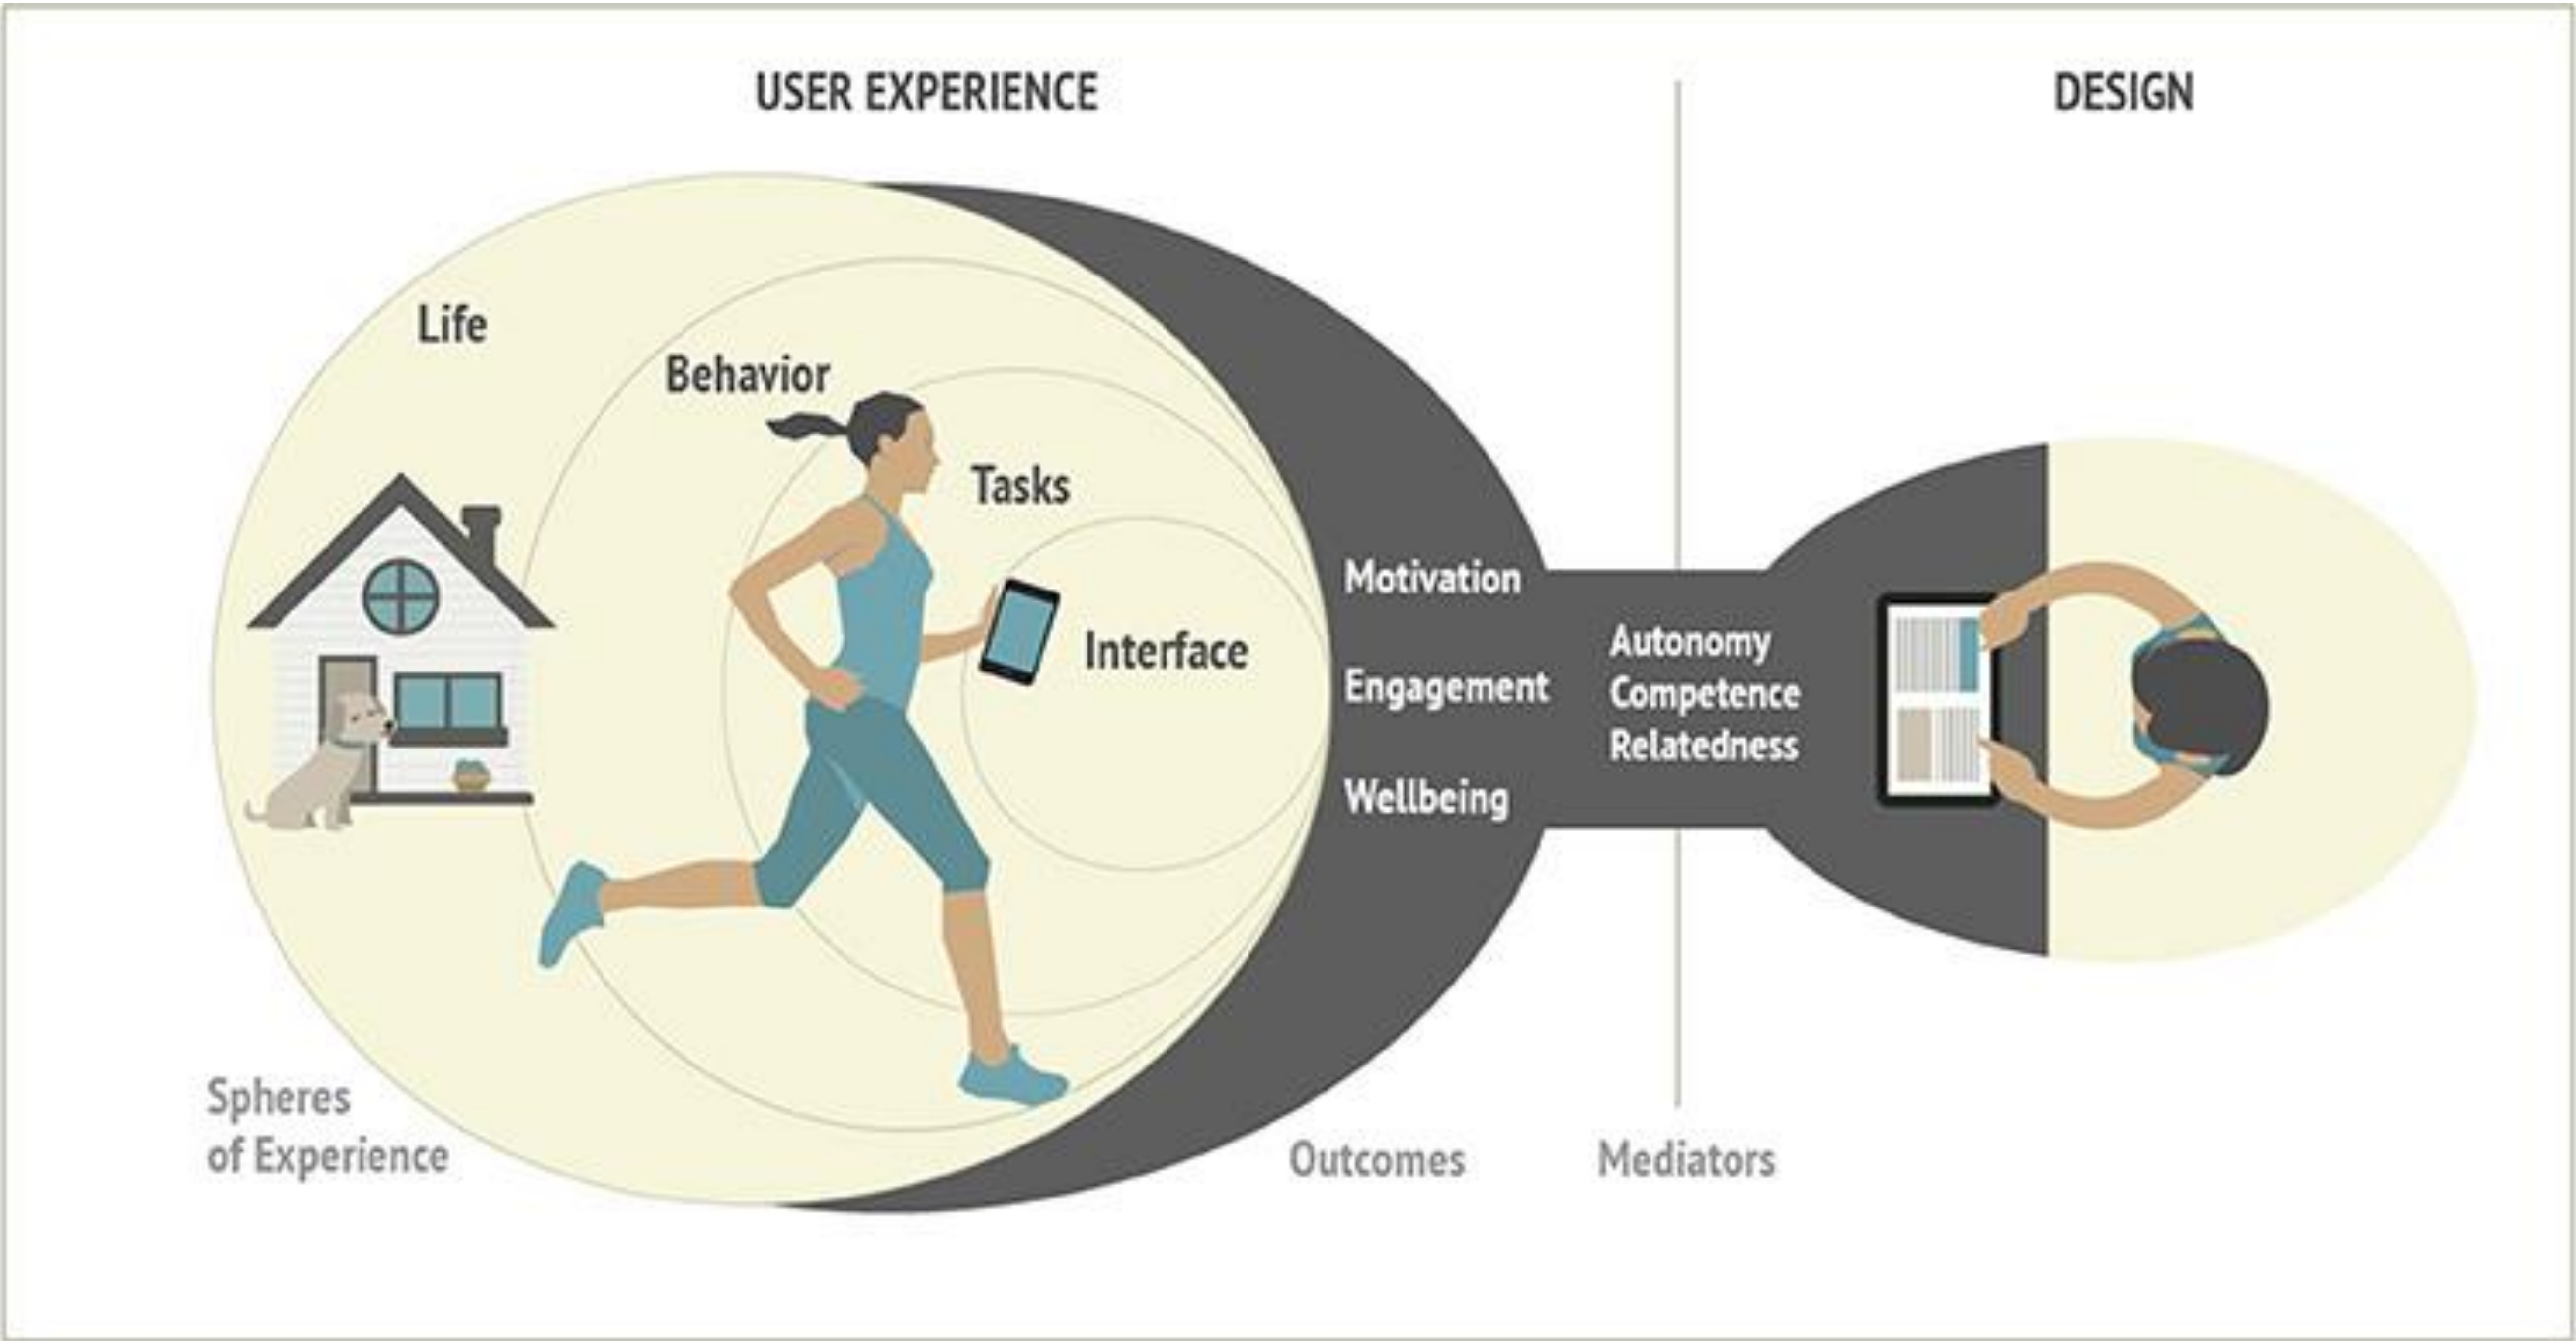 USER EXPERIENCE
DESIGN
Life
Behavior
Tasks
Interface
Motivation
Engagement
Wellbeing
Autonomy
Competence
Relatedness
Spheres
of Experience
Outcomes
Mediators